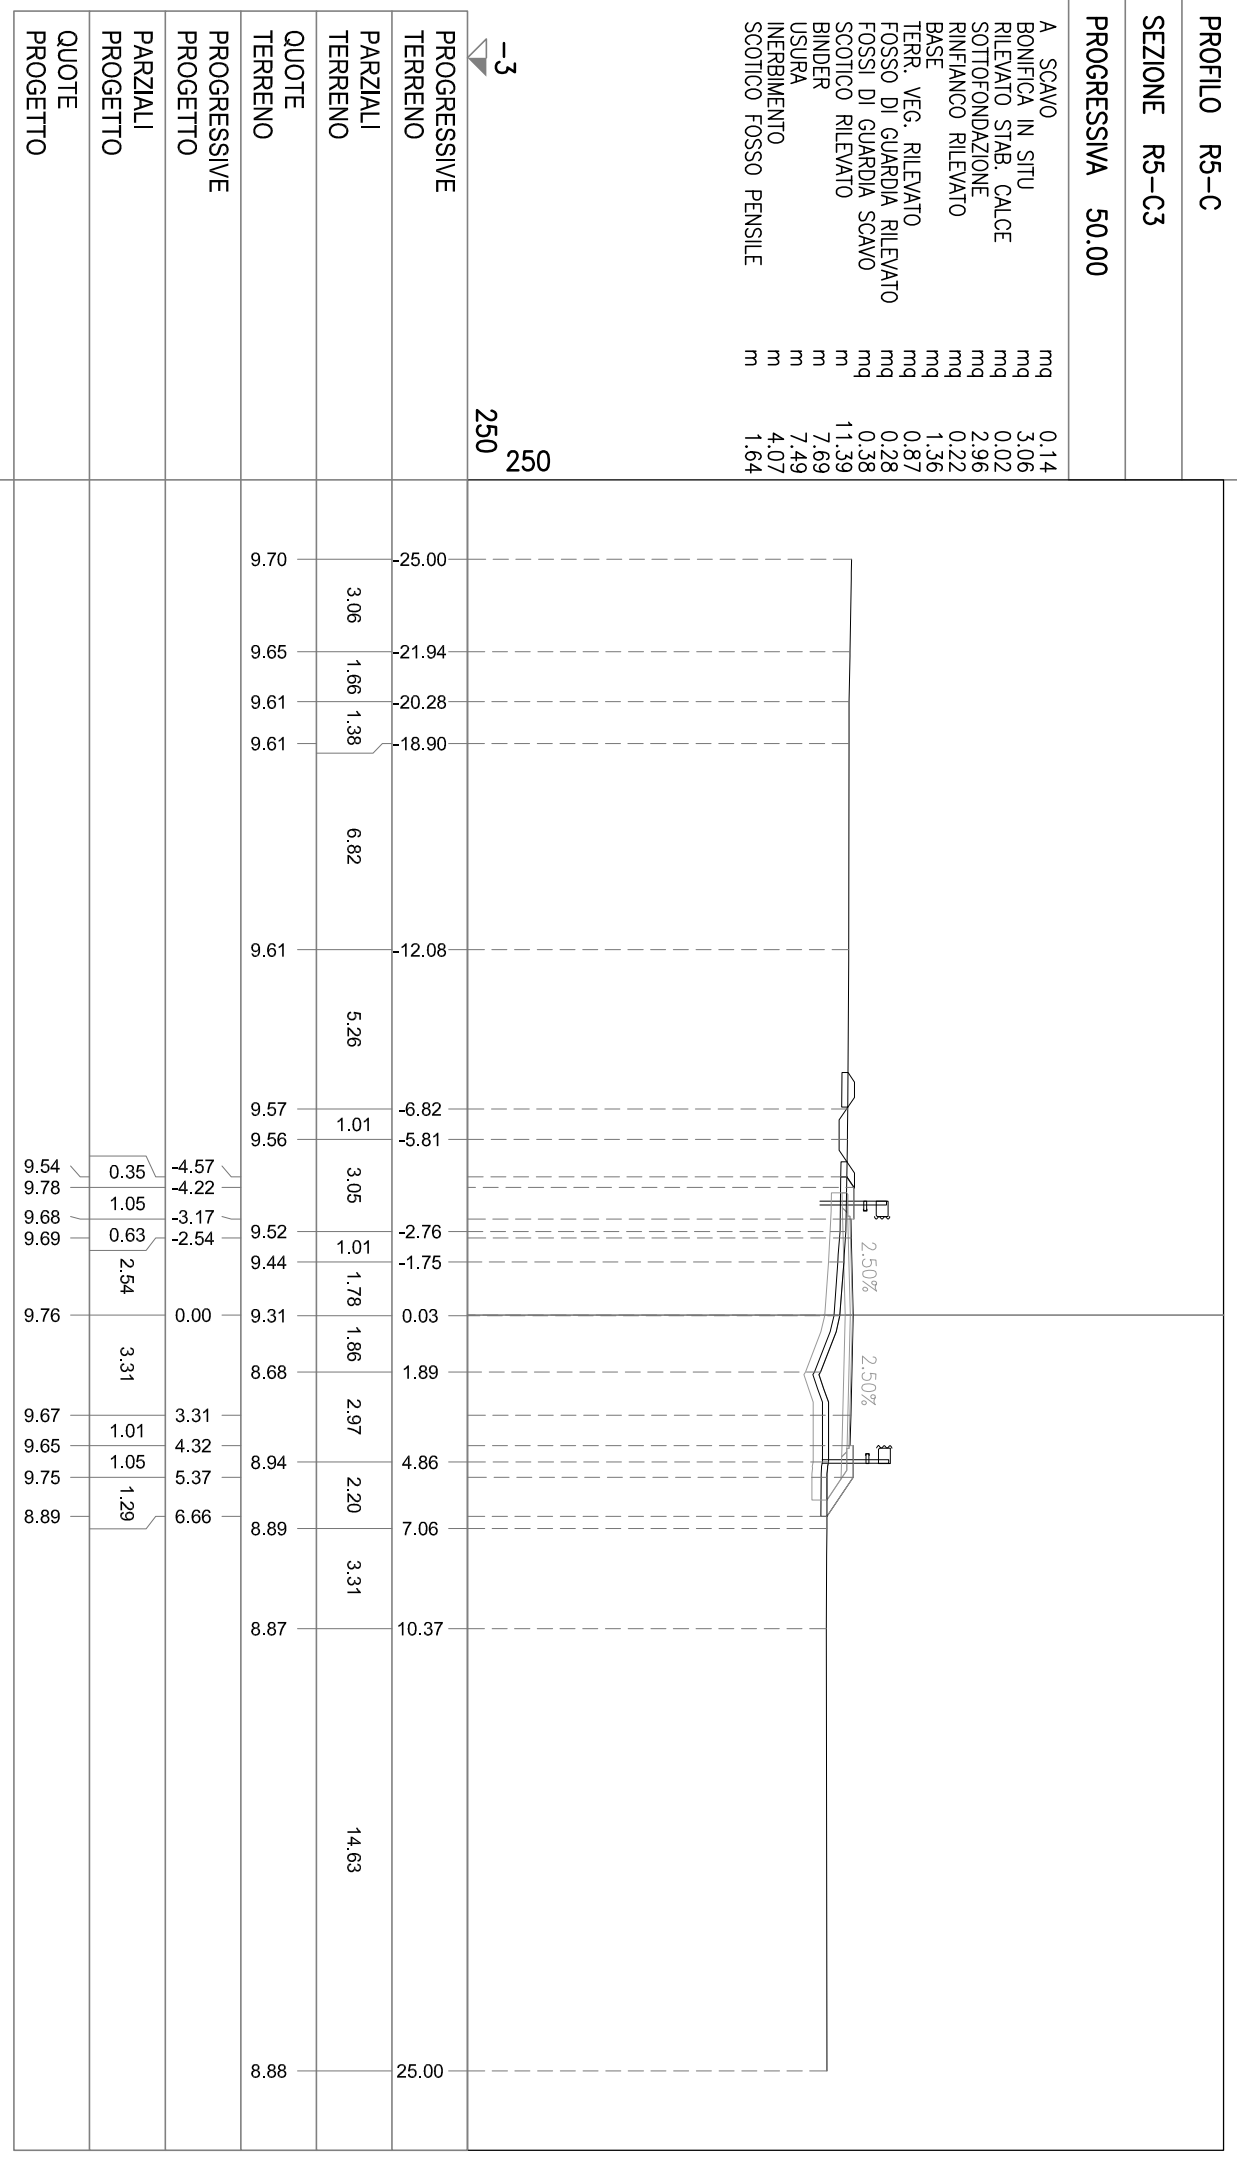 PROFILO R5-C
SEZIONE R5-C3
PROGRESSIVA 50.00
A SCAVO mq 0.14
BONIFICA IN SITU mq 3.06
RILEVATO STAB. CALCE mq 0.02
SOTTOFONDAZIONE mq 2.96
RINFIANCO RILEVATO mq 0.22
BASE mq 1.36
TERR. VEG. RILEVATO mq 0.87
FOSSO DI GUARDIA RILEVATO mq 0.28
FOSSI DI GUARDIA SCAVO mq 0.38
SCOTICO RILEVATO m 11.39
BINDER m 7.69
USURA m 7.49
INERBIMENTO m 4.07
SCOTICO FOSSO PENSILE m 1.64
2.50% 2.50%
-3
250
250
PROGRESSIVE
TERRENO
-25.00 -21.94 -20.28 -18.90 -12.08 -6.82 -5.81 -2.76 -1.75 0.03 1.89 4.86 7.06 10.37 25.00
PARZIALI
TERRENO
3.06 1.66 1.38 6.82 5.26 1.01 3.05 1.01 1.78 1.86 2.97 2.20 3.31 14.63
QUOTE
TERRENO
9.70 9.65 9.61 9.61 9.61 9.57 9.56 9.52 9.44 9.31 8.68 8.94 8.89 8.87 8.88
PROGRESSIVE
PROGETTO
-4.57 -4.22 -3.17 -2.54 0.00 3.31 4.32 5.37 6.66
PARZIALI
PROGETTO
0.35 1.05 0.63 2.54 3.31 1.01 1.05 1.29
QUOTE
PROGETTO
9.54 9.78 9.68 9.69 9.76 9.67 9.65 9.75 8.89